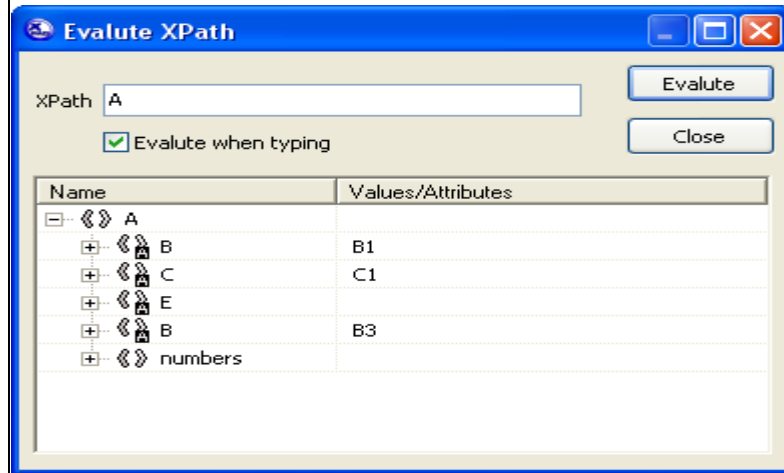 Evalute XPath
XPath A
Evalute
Evalute when typing
Close
Name Values/Attributes
A
B B1
C C1
E
B B3
numbers